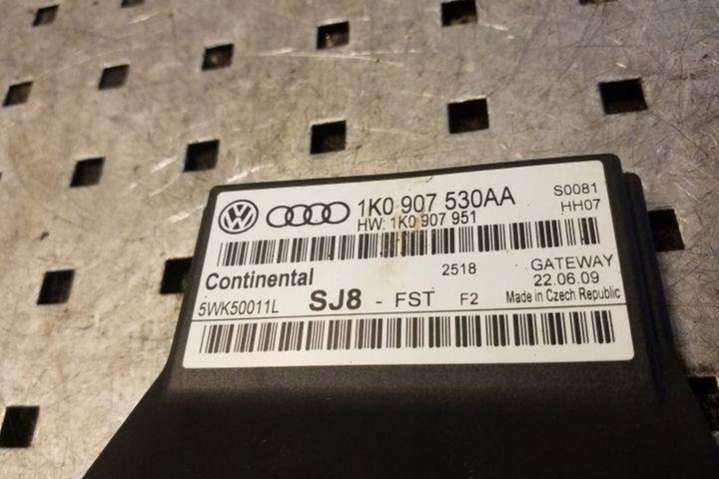 1K0 907 530AA S0081
HW: 1K0 907 951 HH07
Continental 2518 GATEWAY
22.06.09
5WK50011L SJ8 - FST F2 Made in Czech Republic